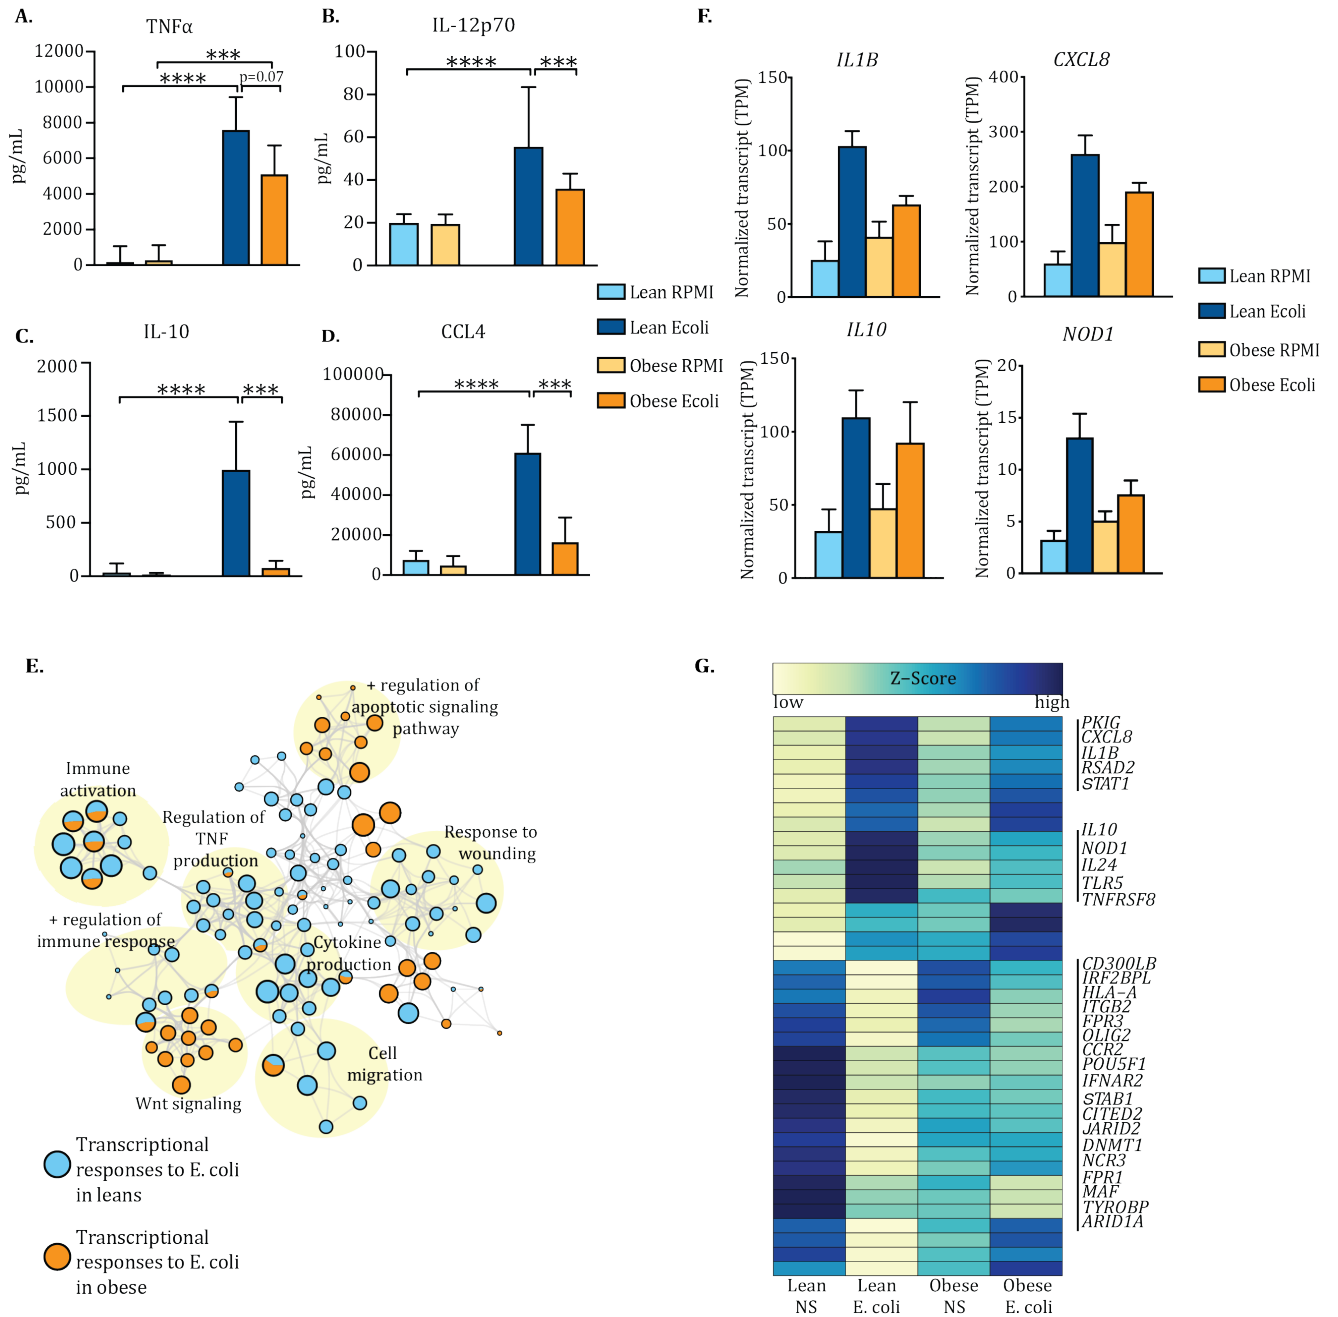 A.
TNFα
12000
10000
8000
6000
4000
2000
0
pg/mL
***
****
p=0.07
B.
IL-12p70
100
80
60
40
20
0
pg/mL
****
***
C.
IL-10
2000
1500
1000
500
0
pg/mL
****
***
D.
CCL4
100000
80000
60000
40000
20000
0
pg/mL
****
***
Lean RPMI
Lean Ecoli
Obese RPMI
Obese Ecoli
F.
IL1B
150
100
50
0
Normalized transcript (TPM)
CXCL8
400
300
200
100
0
Normalized transcript (TPM)
IL10
150
100
50
0
Normalized transcript (TPM)
NOD1
20
15
10
5
0
Normalized transcript (TPM)
Lean RPMI
Lean Ecoli
Obese RPMI
Obese Ecoli
E.
+ regulation of
apoptotic signaling
pathway
Immune
activation
Regulation of
TNF
production
Response to
wounding
+ regulation of
immune response
Cytokine
production
Cell
migration
Wnt signaling
Transcriptional
responses to E. coli
in leans
Transcriptional
responses to E. coli
in obese
G.
Z-Score
low
high
PKIG
CXCL8
IL1B
RSAD2
STAT1
IL10
NOD1
IL24
TLR5
TNFRSF8
CD300LB
IRF2BPL
HLA-A
ITGB2
FPR3
OLIG2
CCR2
POU5F1
IFNAR2
STAB1
CITED2
JARID2
DNMT1
NCR3
FPR1
MAF
TYROBP
ARID1A
Lean
NS
Lean
E. coli
Obese
NS
Obese
E. coli